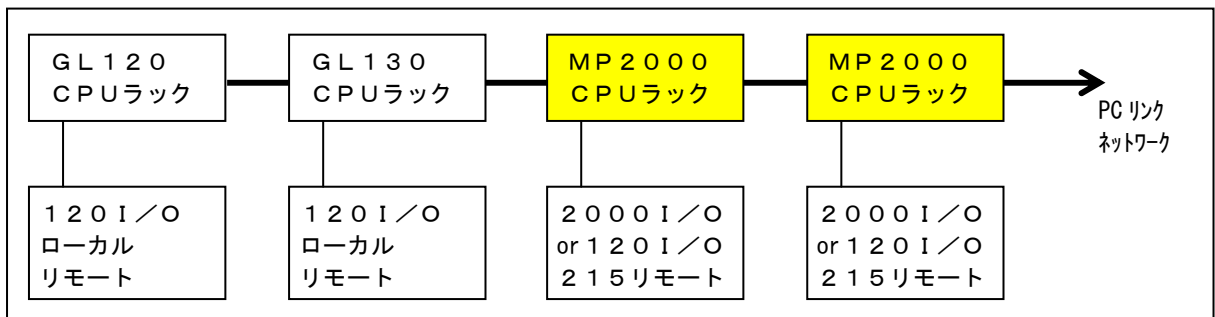 GL120
CPUラック
GL130
CPUラック
MP2000
CPUラック
MP2000
CPUラック
PCリンク
ネットワーク
120I/O
ローカル
リモート
120I/O
ローカル
リモート
2000I/O
or120I/O
215リモート
2000I/O
or120I/O
215リモート